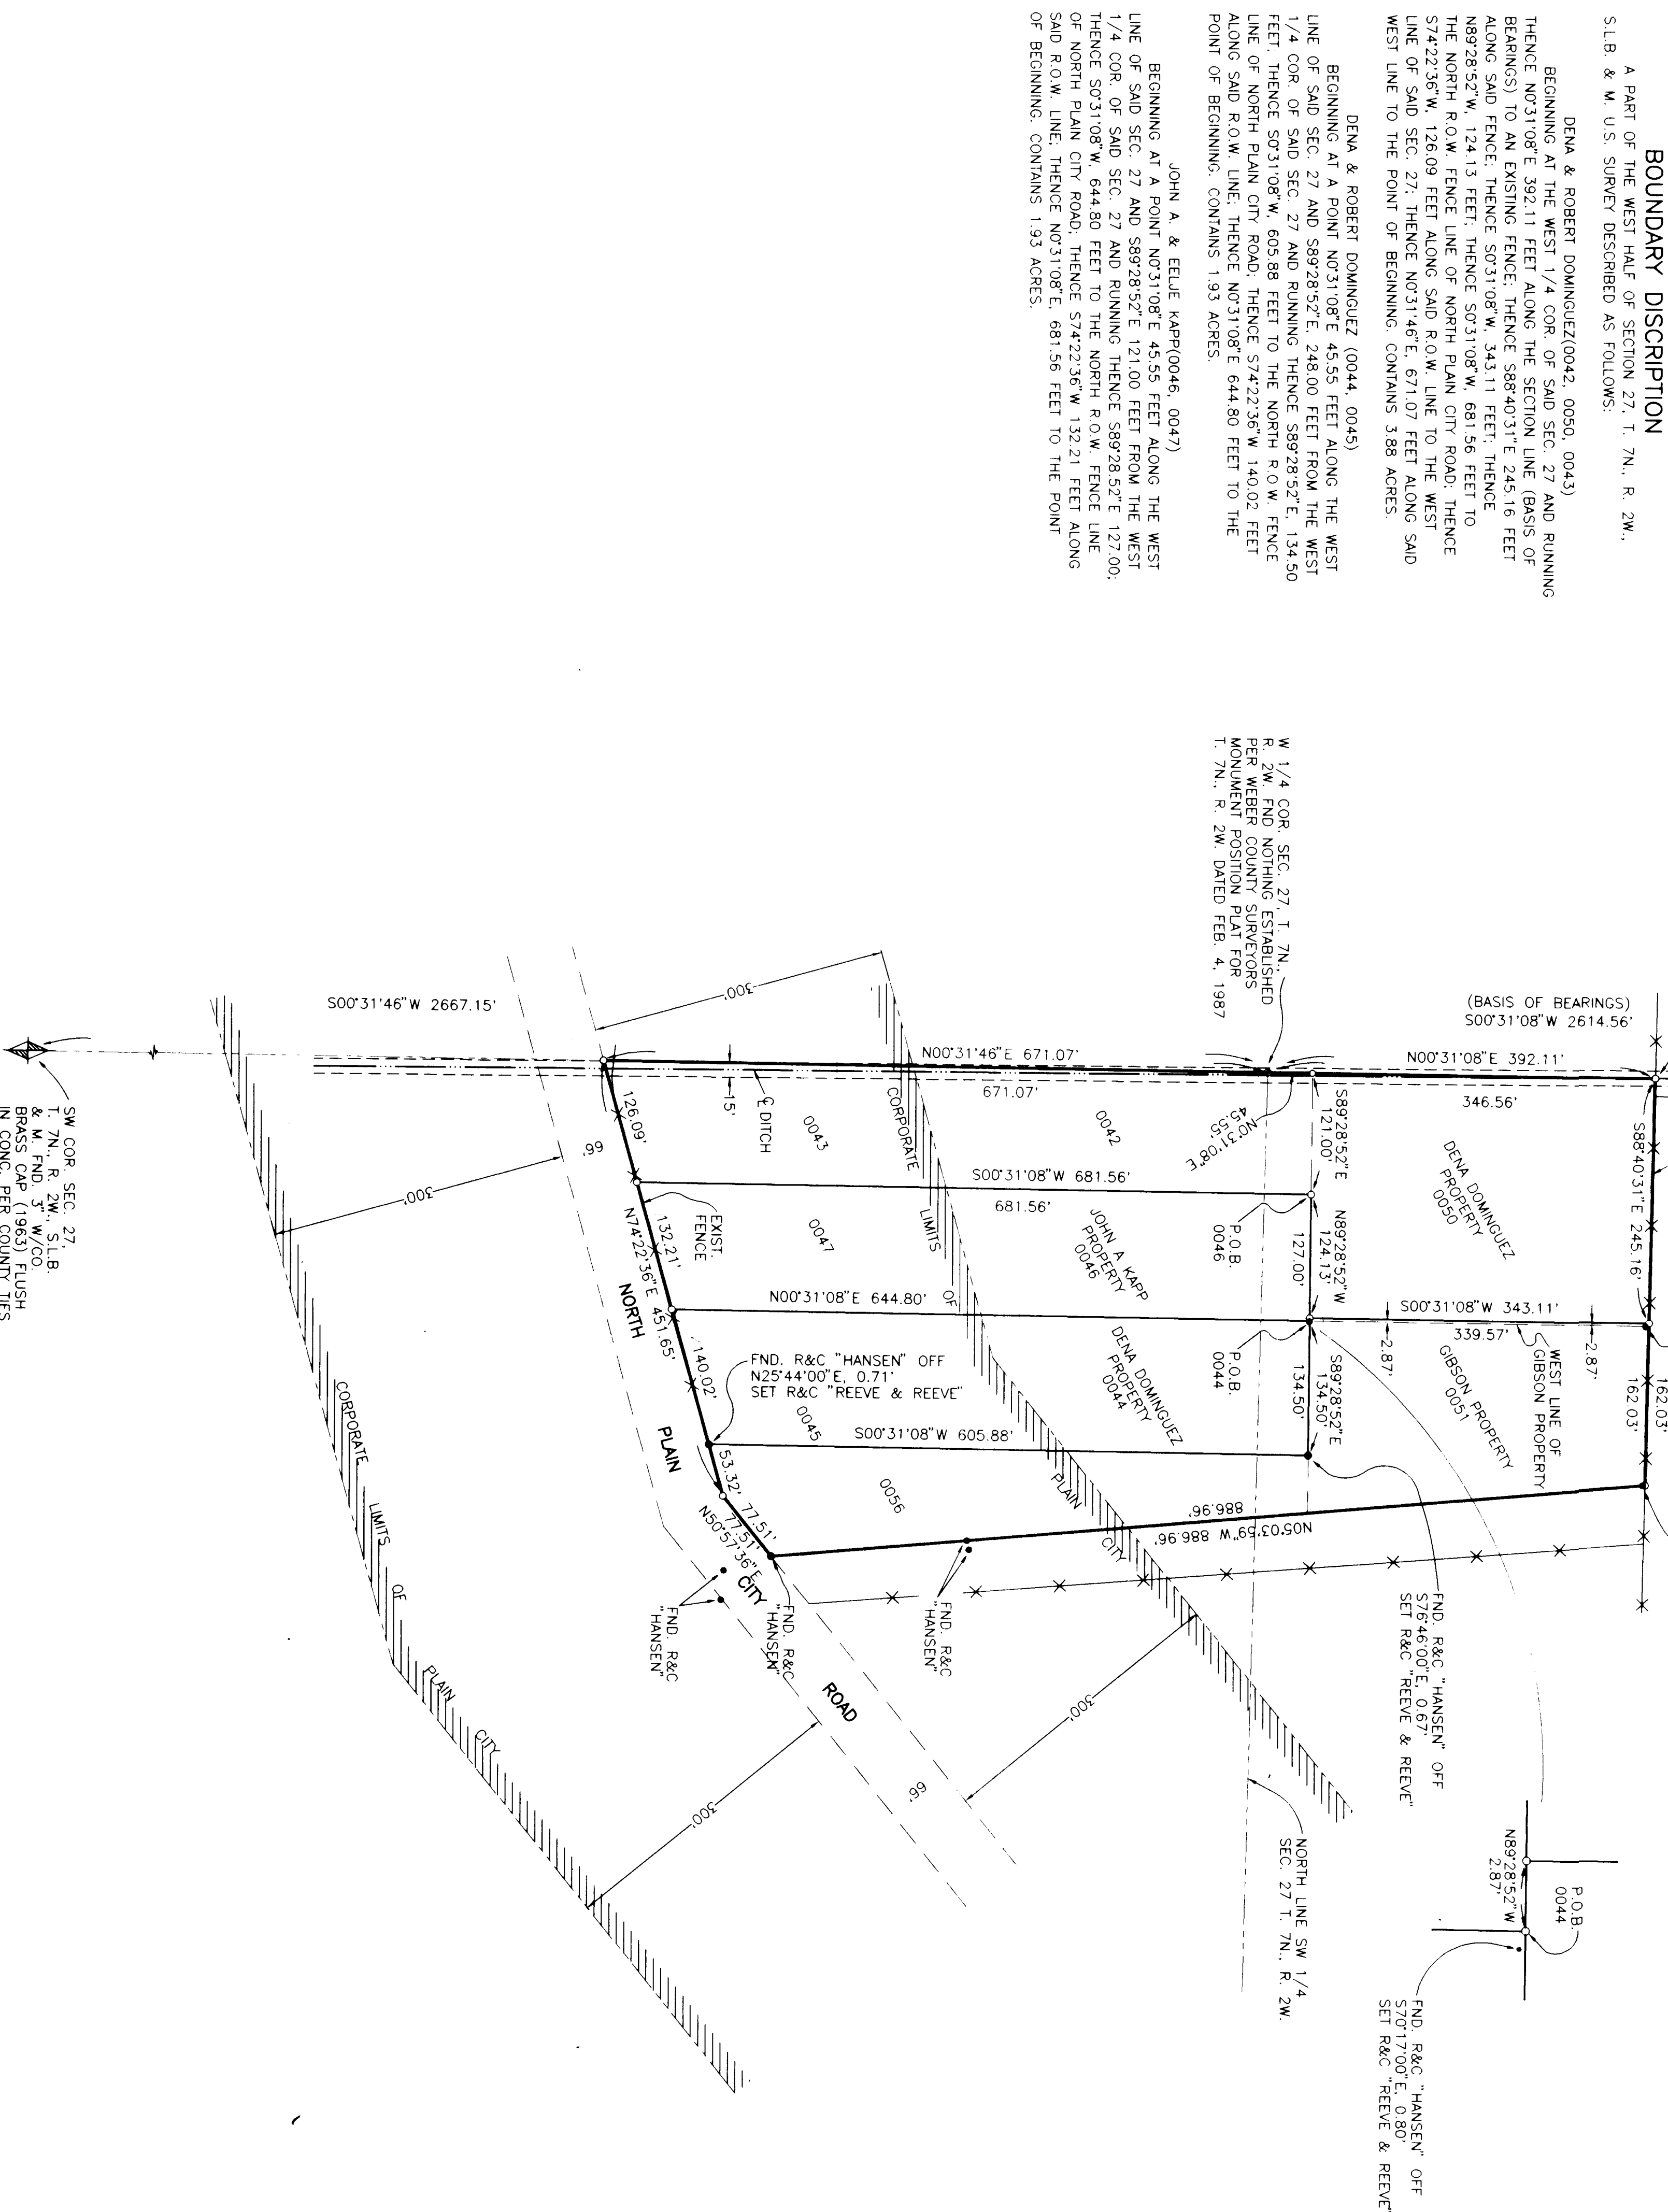 BOUNDARY DISCRIPTION
A PART OF THE WEST HALF OF SECTION 27, T. 7N., R. 2W.,
S.L.B. & M. U.S. SURVEY DESCRIBED AS FOLLOWS:
DENA & ROBERT DOMINGUEZ(0042, 0050, 0043)
BEGINNING AT THE WEST 1/4 COR. OF SAID SEC. 27 AND RUNNING
THENCE N0°31'08"E 392.11 FEET ALONG THE SECTION LINE (BASIS OF
BEARINGS) TO AN EXISTING FENCE; THENCE S88°40'31"E 245.16 FEET
ALONG SAID FENCE; THENCE S0°31'08"W, 343.11 FEET; THENCE
N89°28'52"W, 124.13 FEET; THENCE S0°31'08"W, 681.56 FEET TO
THE NORTH R.O.W. FENCE LINE OF NORTH PLAIN CITY ROAD; THENCE
S74°22'36"W, 126.09 FEET ALONG SAID R.O.W. LINE TO THE WEST
LINE OF SAID SEC. 27; THENCE N0°31'46"E, 671.07 FEET ALONG SAID
WEST LINE TO THE POINT OF BEGINNING. CONTAINS 3.88 ACRES.
DENA & ROBERT DOMINGUEZ (0044, 0045)
BEGINNING AT A POINT N0°31'08"E 45.55 FEET ALONG THE WEST
LINE OF SAID SEC. 27 AND S89°28'52"E, 248.00 FEET FROM THE WEST
1/4 COR. OF SAID SEC. 27 AND RUNNING THENCE S89°28'52"E, 134.50
FEET; THENCE S0°31'08"W, 605.88 FEET TO THE NORTH R.O.W. FENCE
LINE OF NORTH PLAIN CITY ROAD; THENCE S74°22'36"W 140.02 FEET
ALONG SAID R.O.W. LINE; THENCE N0°31'08"E 644.80 FEET TO THE
POINT OF BEGINNING. CONTAINS 1.93 ACRES.
JOHN A. & EELJE KAPP(0046, 0047)
BEGINNING AT A POINT N0°31'08"E 45.55 FEET ALONG THE WEST
LINE OF SAID SEC. 27 AND S89°28'52"E 121.00 FEET FROM THE WEST
1/4 COR. OF SAID SEC. 27 AND RUNNING THENCE S89°28.52"E 127.00;
THENCE S0°31'08"W, 644.80 FEET TO THE NORTH R.O.W. FENCE LINE
OF NORTH PLAIN CITY ROAD; THENCE S74°22'36"W 132.21 FEET ALONG
SAID R.O.W. LINE; THENCE N0°31'08"E, 681.56 FEET TO THE POINT
OF BEGINNING. CONTAINS 1.93 ACRES.
W 1/4 COR. SEC. 27, T. 7N.,
R. 2W. FND NOTHING ESTABLISHED
PER WEBER COUNTY SURVEYORS
MONUMENT POSITION PLAT FOR
T. 7N., R. 2W. DATED FEB. 4, 1987
(BASIS OF BEARINGS)
S00°31'08"W 2614.56'
N00°31'08"E 392.11'
346.56'
S88°40'31"E 245.16'
162.03'
162.03'
DENA DOMINGUEZ
PROPERTY
0050
S00°31'08"W 343.11'
339.57'
2.87'
2.87'
WEST LINE OF
GIBSON PROPERTY
GIBSON PROPERTY
0051
S89°28'52"E
121.00'
N89°28'52"W
124.13'
127.00'
S89°28'52"E
134.50'
134.50'
N0°31'08"E
45.55'
P.O.B.
0046
P.O.B.
0044
N00°31'46"E 671.07'
671.07'
15'
℄ DITCH
0042
0043
S00°31'08"W 681.56'
681.56'
JOHN A KAPP
PROPERTY
0046
0047
N00°31'08"E 644.80'
DENA DOMINGUEZ
PROPERTY
0044
0045
S00°31'08"W 605.88'
0056
886.96'
N05°03'59"W 886.96'
CORPORATE
LIMITS
OF
PLAIN
CITY
300'
126.09'
132.21'
N74°22'36"E 451.65'
140.02'
53.32'
77.51'
77.51'
N50°57'36"E
EXIST.
FENCE
FND. R&C "HANSEN" OFF
N25°44'00"E, 0.71'
SET R&C "REEVE & REEVE"
NORTH
PLAIN
CITY
ROAD
66'
66'
FND. R&C
"HANSEN"
FND. R&C
"HANSEN"
FND. R&C
"HANSEN"
FND. R&C "HANSEN" OFF
S76°46'00"E, 0.67'
SET R&C "REEVE & REEVE"
NORTH LINE SW 1/4
SEC. 27 T. 7N., R. 2W.
P.O.B.
0044
N89°28'52"W
2.87'
FND. R&C "HANSEN" OFF
S70°17'00"E, 0.80'
SET R&C "REEVE & REEVE"
300'
300'
300'
CORPORATE
LIMITS
OF
PLAIN
CITY
S00°31'46"W 2667.15'
SW COR. SEC. 27,
T. 7N., R. 2W., S.L.B.
& M. FND. 3" W/CO.
BRASS CAP (1963) FLUSH
IN CONC. PER COUNTY TIES